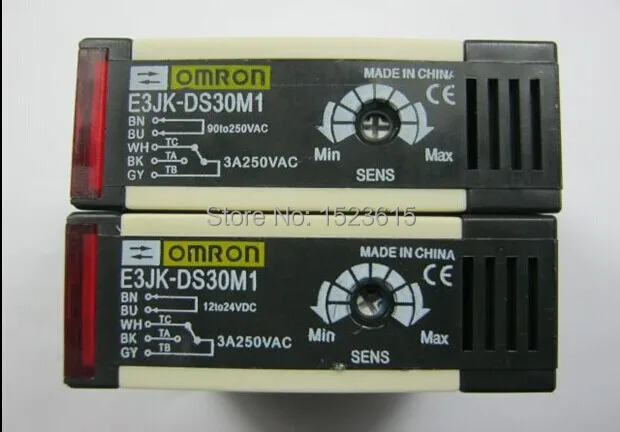 OMRON
MADE IN CHINA
E3JK-DS30M1
CE
BN
BU
90to250VAC
WH TC
BK TA
GY TB
3A250VAC
Min
Max
SENS
Store No: 1523615
OMRON
MADE IN CHINA
E3JK-DS30M1
CE
BN
BU
12to24VDC
WH TC
BK TA
GY TB
3A250VAC
Min
Max
SENS